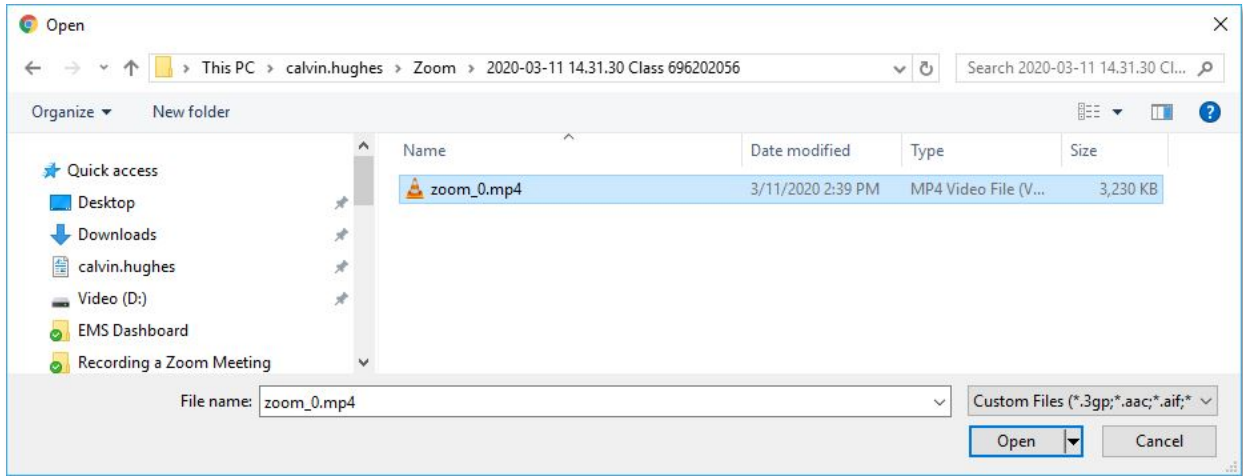 Open
This PC > calvin.hughes > Zoom > 2020-03-11 14.31.30 Class 696202056
Search 2020-03-11 14.31.30 Cl...
Organize
New folder
?
Name
Date modified
Type
Size
Quick access
zoom_0.mp4
3/11/2020 2:39 PM
MP4 Video File (V...
3,230 KB
Desktop
Downloads
calvin.hughes
Video (D:)
EMS Dashboard
Recording a Zoom Meeting
File name:
zoom_0.mp4
Custom Files (*.3gp;*.aac;*.aif;*
Open
Cancel